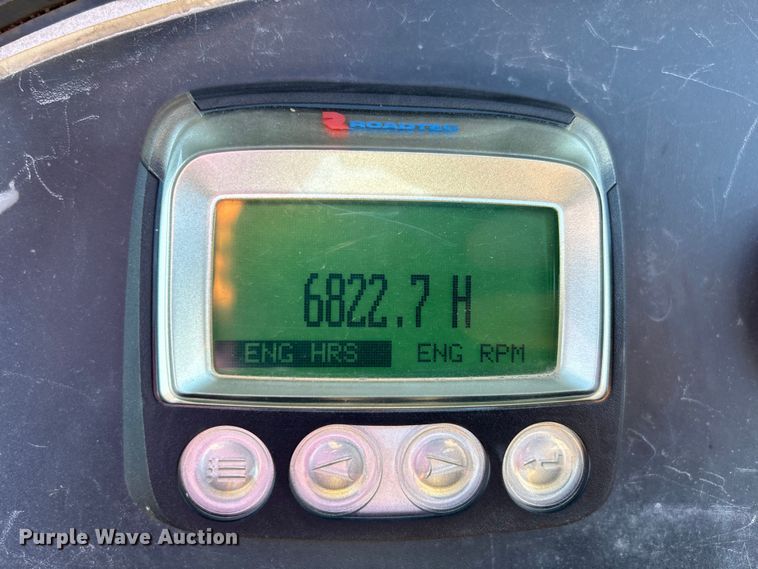 ROADTEC
6822.7 H
ENG HRS ENG RPM
Purple Wave Auction